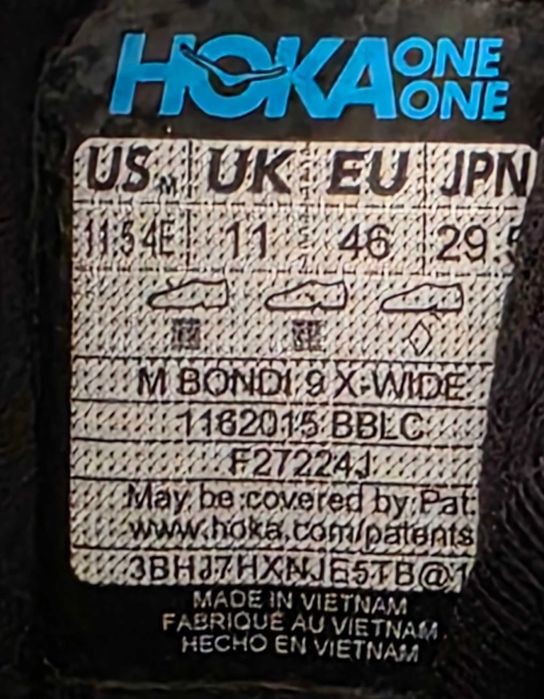 HOKA ONE ONE
US M UK EU JPN
11.5 4E 11 46 29.5
M BONDI 9 X-WIDE
1162015 BBLC
F27224J
May be covered by Pat.
www.hoka.com/patents
3BHJ7HXNJE5TB@1
MADE IN VIETNAM
FABRIQUÉ AU VIETNAM
HECHO EN VIETNAM